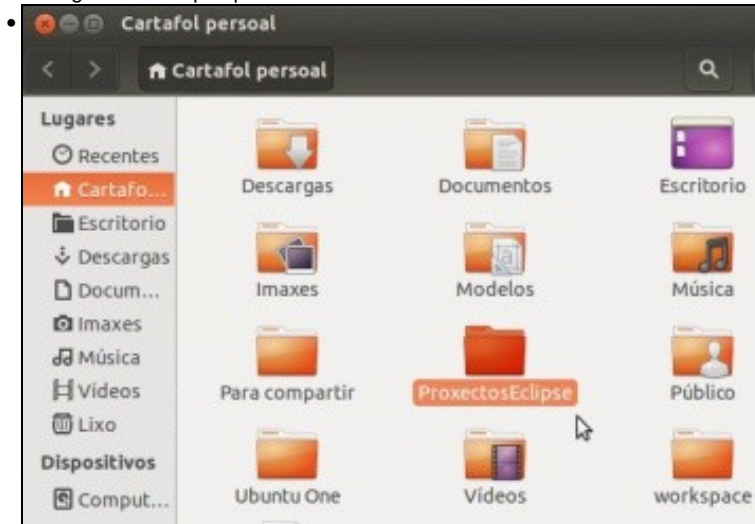 Cartafol persoal
Cartafol persoal
Lugares
Recentes
Cartafo...
Escritorio
Descargas
Docum...
Imaxes
Música
Vídeos
Lixo
Dispositivos
Comput...
Descargas
Documentos
Escritorio
Imaxes
Modelos
Música
Para compartir
ProxectosEclipse
Público
Ubuntu One
Vídeos
workspace